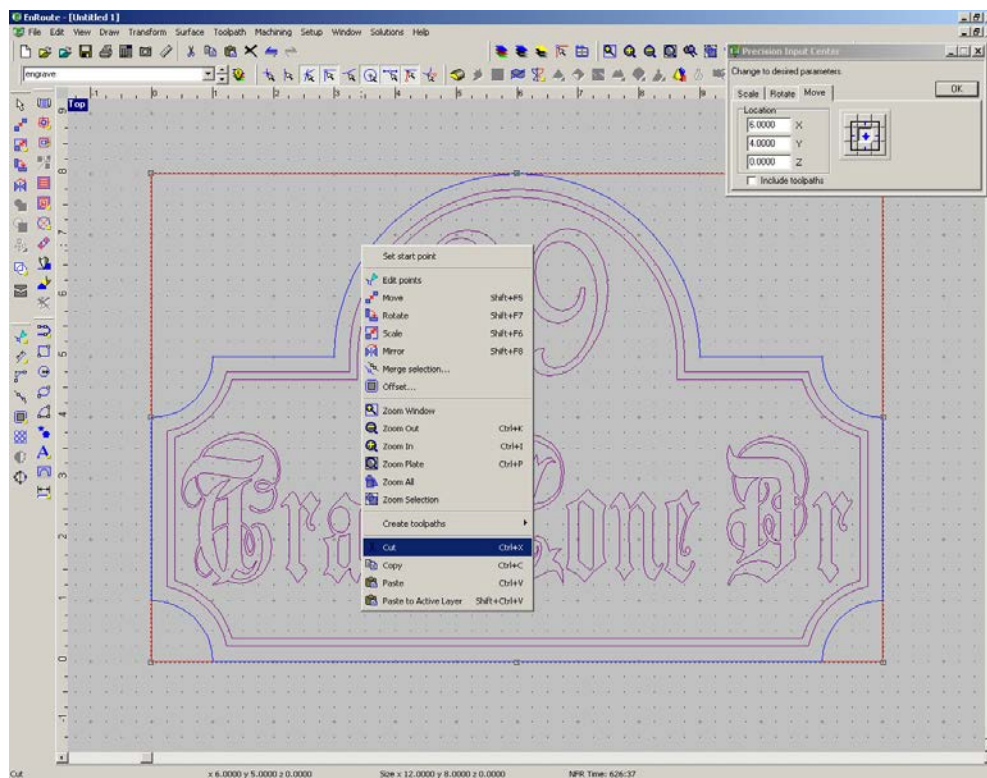 EnRoute - [Untitled 1]
File Edit View Draw Transform Surface Toolpath Machining Setup Window Solutions Help
engrave
Top
Precision Input Center
Change to desired parameters.
OK
Scale Rotate Move
Location
6.0000 X
4.0000 Y
0.0000 Z
Include toolpaths
Set start point
Edit points
Move Shift+F5
Rotate Shift+F7
Scale Shift+F6
Mirror Shift+F8
Merge selection...
Offset...
Zoom Window
Zoom Out Ctrl+K
Zoom In Ctrl+I
Zoom Plate Ctrl+P
Zoom All
Zoom Selection
Create toolpaths
Cut Ctrl+X
Copy Ctrl+C
Paste Ctrl+V
Paste to Active Layer Shift+Ctrl+V
Dr
Cut x 6.0000 y 5.0000 z 0.0000 Size x 12.0000 y 8.0000 z 0.0000 NFR Time: 626:37